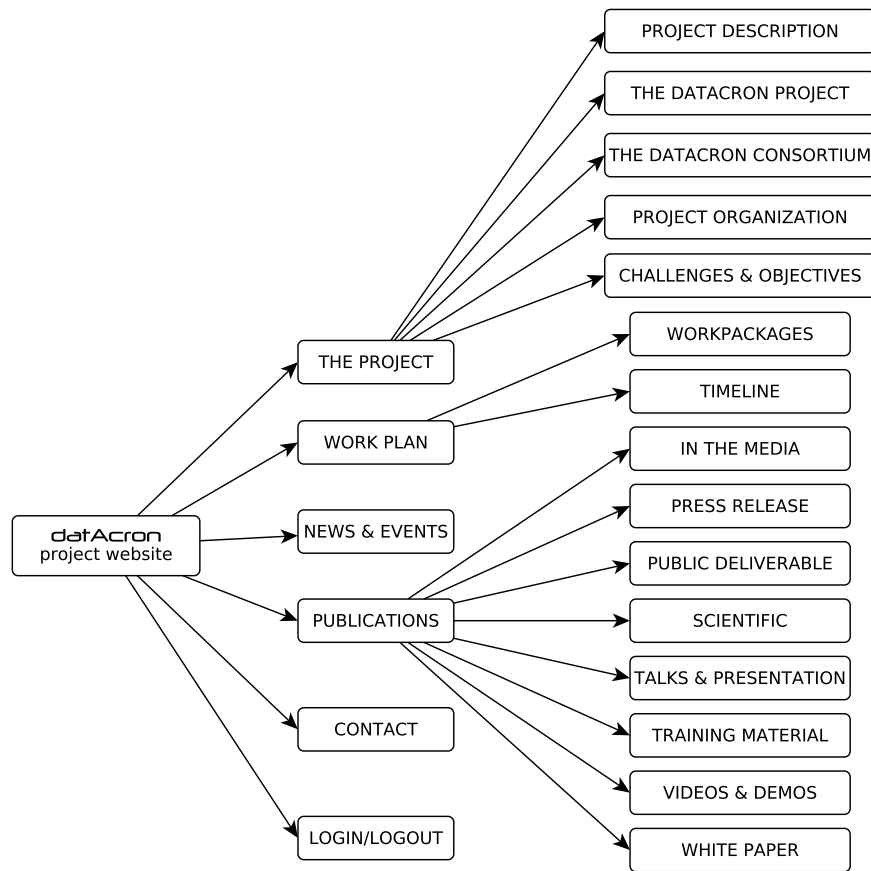 PROJECT DESCRIPTION
THE DATACRON PROJECT
THE DATACRON CONSORTIUM
PROJECT ORGANIZATION
CHALLENGES & OBJECTIVES
THE PROJECT
WORKPACKAGES
TIMELINE
WORK PLAN
IN THE MEDIA
PRESS RELEASE
NEWS & EVENTS
datAcron
project website
PUBLIC DELIVERABLE
PUBLICATIONS
SCIENTIFIC
TALKS & PRESENTATION
TRAINING MATERIAL
CONTACT
VIDEOS & DEMOS
LOGIN/LOGOUT
WHITE PAPER